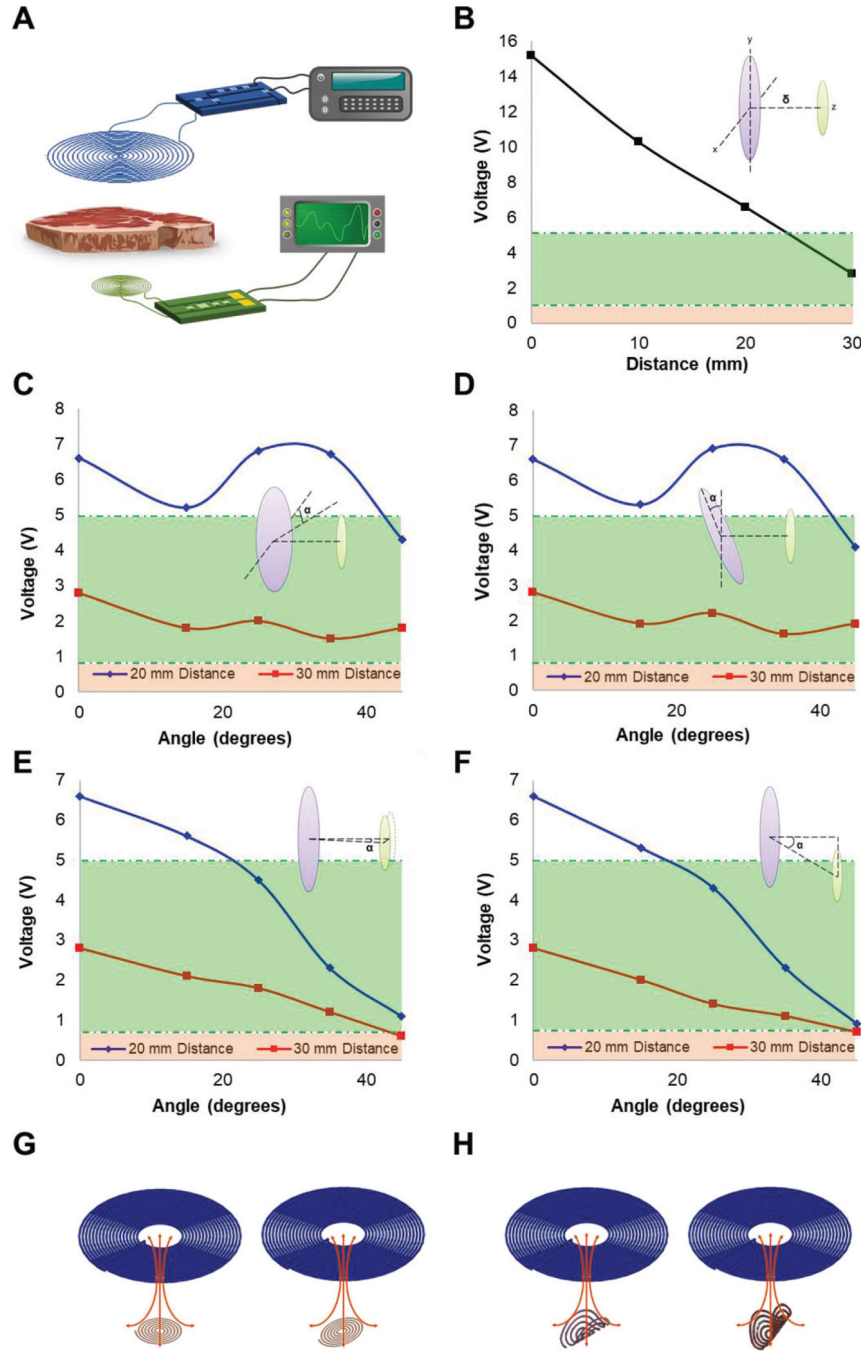 A
B
16
14
12
10
8
6
4
2
0
Voltage (V)
y
δ
z
x
0 10 20 30
Distance (mm)
C
8
7
6
5
4
3
2
1
0
Voltage (V)
α
20 mm Distance 30 mm Distance
0 20 40
Angle (degrees)
D
8
7
6
5
4
3
2
1
0
Voltage (V)
α
20 mm Distance 30 mm Distance
0 20 40
Angle (degrees)
E
7
6
5
4
3
2
1
0
Voltage (V)
α
20 mm Distance 30 mm Distance
0 20 40
Angle (degrees)
F
7
6
5
4
3
2
1
0
Voltage (V)
α
20 mm Distance 30 mm Distance
0 20 40
Angle (degrees)
G
H